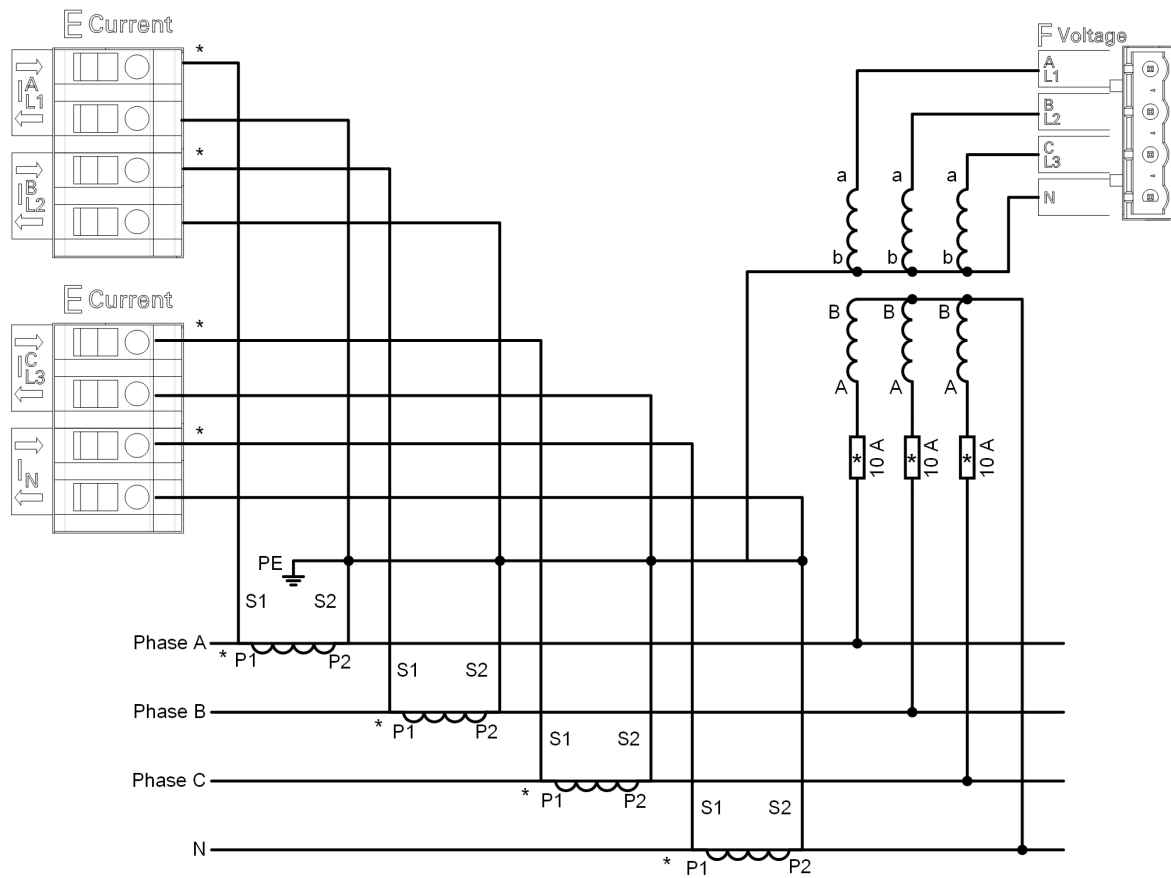 E Current
*
A
I L1
*
B
I L2
E Current
*
C
I L3
*
I N
F Voltage
A
L1
B
L2
C
L3
N
a a a
b b b
B B B
A A A
* 10 A * 10 A * 10 A
PE
S1 S2
Phase A
* P1 P2
S1 S2
Phase B
* P1 P2
S1 S2
Phase C
* P1 P2
S1 S2
N
* P1 P2